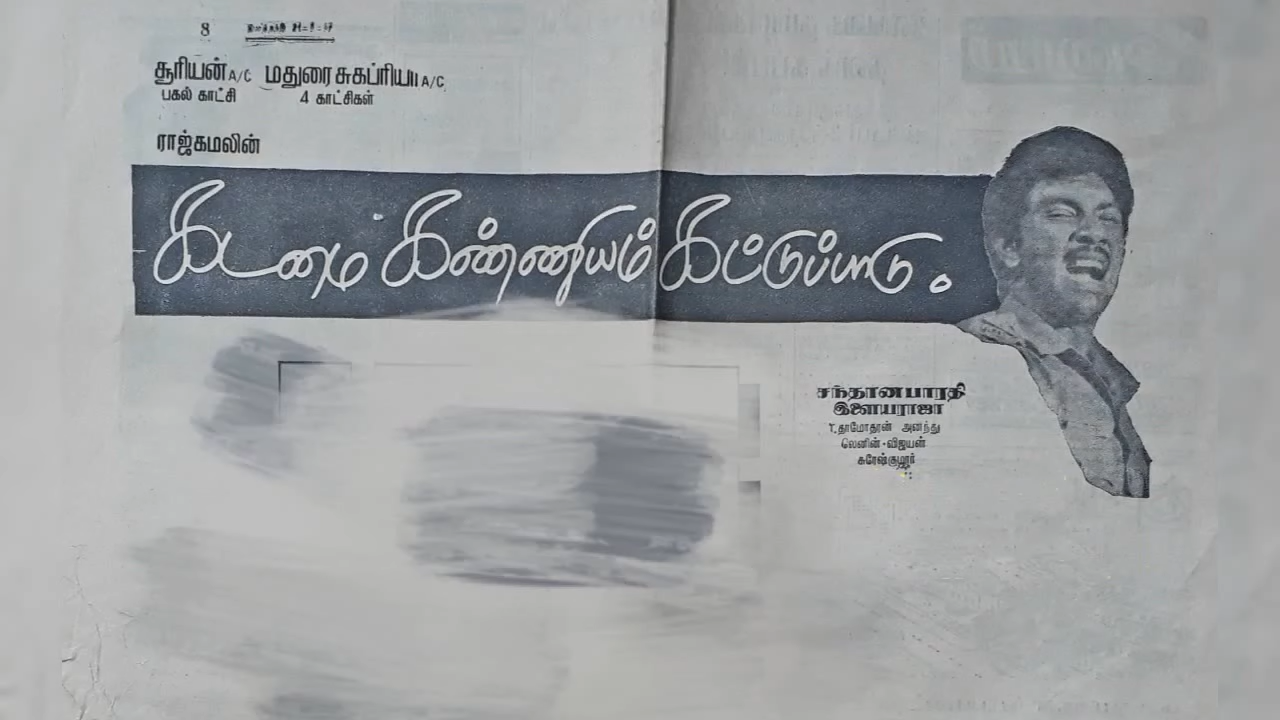 8
சூரியன் A/C மதுரை சுகப்ரியா A/C
பகல் காட்சி 4 காட்சிகள்
ராஜ்கமலின்
கடமை கண்ணியம் கட்டுப்பாடு.
சந்தானபாரதி
இளையராஜா
T.தாமோதரன் அனந்து
லெனின்-விஜயன்
சுரேஷ்குமார்